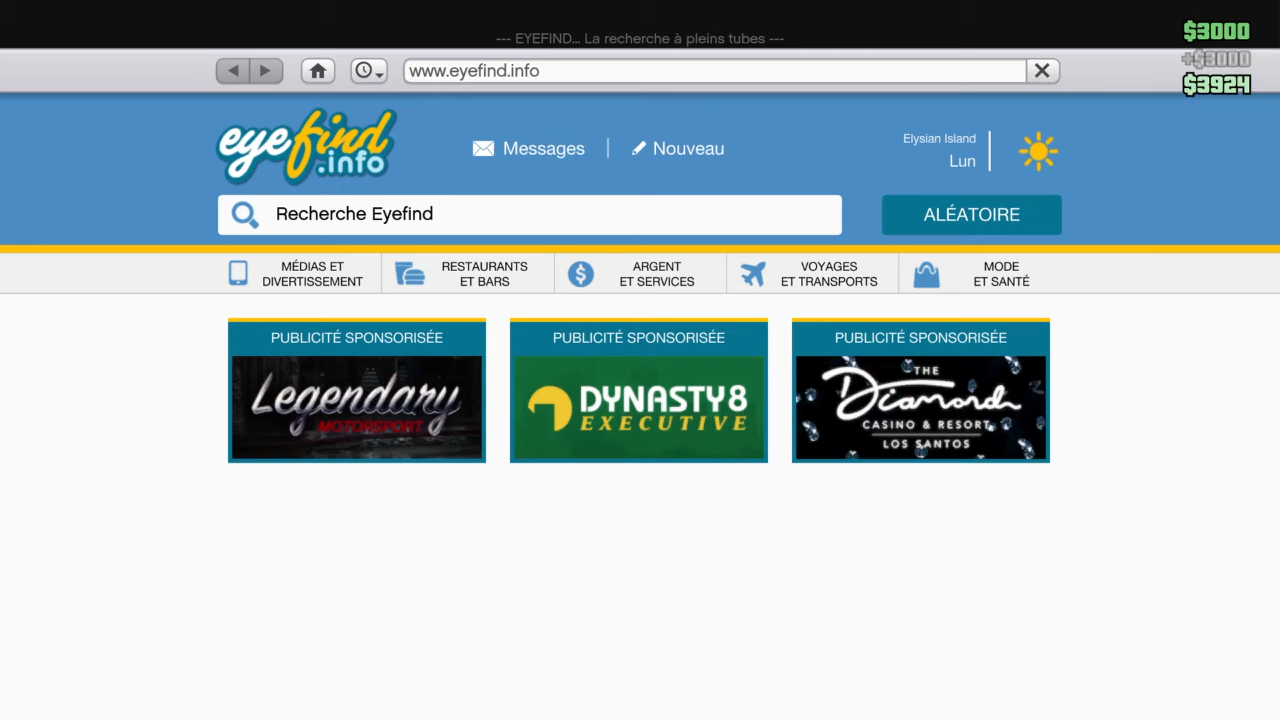 --- EYEFIND... La recherche à pleins tubes ---
$3000
+$3000
$3924
www.eyefind.info
eyefind
.info
Messages
Nouveau
Elysian Island
Lun
Recherche Eyefind
ALÉATOIRE
MÉDIAS ET
DIVERTISSEMENT
RESTAURANTS
ET BARS
ARGENT
ET SERVICES
VOYAGES
ET TRANSPORTS
MODE
ET SANTÉ
PUBLICITÉ SPONSORISÉE
Legendary
MOTORSPORT
PUBLICITÉ SPONSORISÉE
DYNASTY8
EXECUTIVE
PUBLICITÉ SPONSORISÉE
THE
Diamond
CASINO & RESORT
LOS SANTOS